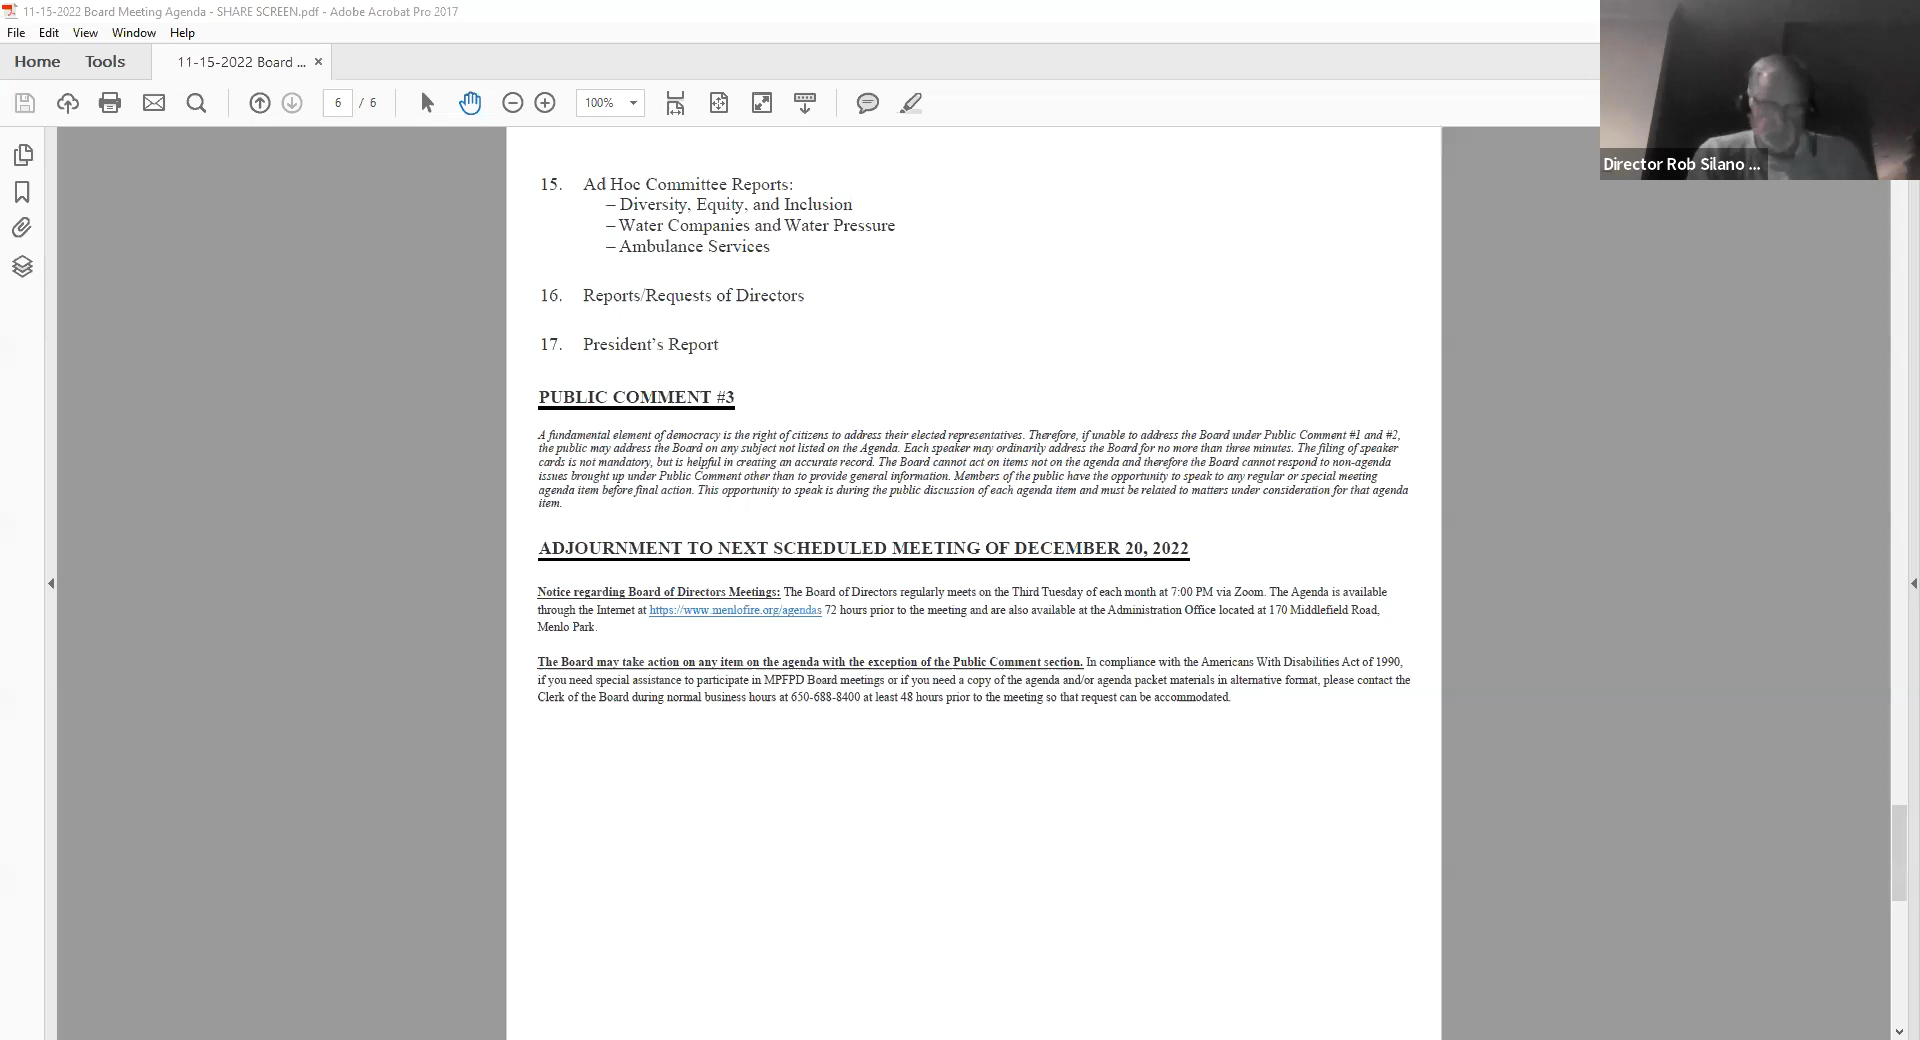 11-15-2022 Board Meeting Agenda - SHARE SCREEN.pdf - Adobe Acrobat Pro 2017
File Edit View Window Help
Home Tools 11-15-2022 Board ... ×
6 / 6 100%
Director Rob Silano ...
15. Ad Hoc Committee Reports:
– Diversity, Equity, and Inclusion
– Water Companies and Water Pressure
– Ambulance Services
16. Reports/Requests of Directors
17. President’s Report
PUBLIC COMMENT #3
A fundamental element of democracy is the right of citizens to address their elected representatives. Therefore, if unable to address the Board under Public Comment #1 and #2,
the public may address the Board on any subject not listed on the Agenda. Each speaker may ordinarily address the Board for no more than three minutes. The filing of speaker
cards is not mandatory, but is helpful in creating an accurate record. The Board cannot act on items not on the agenda and therefore the Board cannot respond to non-agenda
issues brought up under Public Comment other than to provide general information. Members of the public have the opportunity to speak to any regular or special meeting
agenda item before final action. This opportunity to speak is during the public discussion of each agenda item and must be related to matters under consideration for that agenda
item.
ADJOURNMENT TO NEXT SCHEDULED MEETING OF DECEMBER 20, 2022
Notice regarding Board of Directors Meetings: The Board of Directors regularly meets on the Third Tuesday of each month at 7:00 PM via Zoom. The Agenda is available
through the Internet at https://www.menlofire.org/agendas 72 hours prior to the meeting and are also available at the Administration Office located at 170 Middlefield Road,
Menlo Park.
The Board may take action on any item on the agenda with the exception of the Public Comment section. In compliance with the Americans With Disabilities Act of 1990,
if you need special assistance to participate in MPFPD Board meetings or if you need a copy of the agenda and/or agenda packet materials in alternative format, please contact the
Clerk of the Board during normal business hours at 650-688-8400 at least 48 hours prior to the meeting so that request can be accommodated.